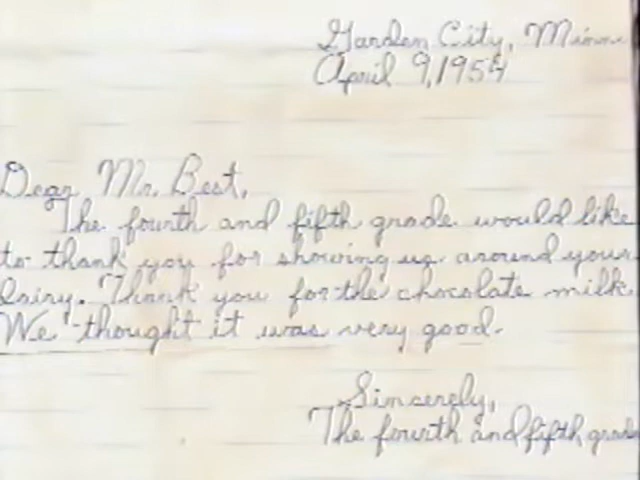 Garden City, Minn.
April 9, 1954
Dear Mr. Best,
The fourth and fifth grade would like
to thank you for showing us around your
dairy. Thank you for the chocolate milk.
We thought it was very good.
Sincerely,
The fourth and fifth grade